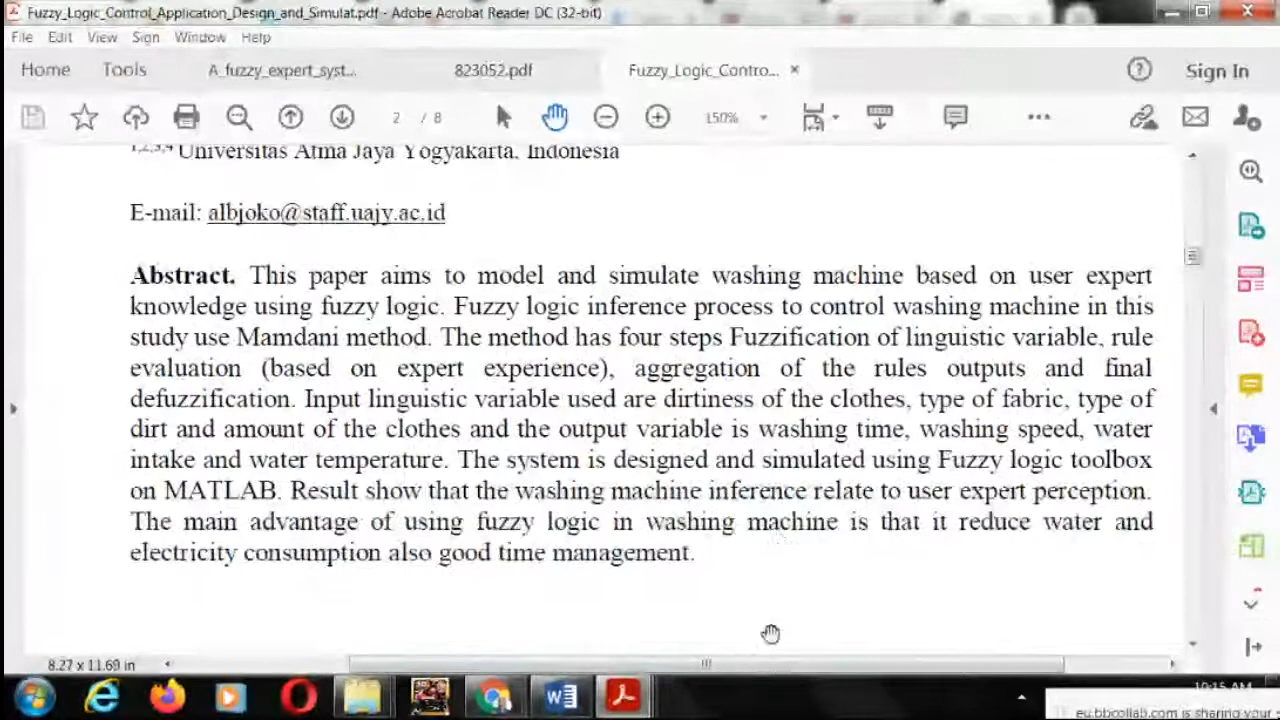 Fuzzy_Logic_Control_Application_Design_and_Simulat.pdf - Adobe Acrobat Reader DC (32-bit)
File Edit View Sign Window Help
Home Tools A_fuzzy_expert_syst... 823052.pdf Fuzzy_Logic_Contro... × Sign In
2 / 8 150%
1,2,3,4 Universitas Atma Jaya Yogyakarta, Indonesia
E-mail: albjoko@staff.uajy.ac.id
Abstract. This paper aims to model and simulate washing machine based on user expert
knowledge using fuzzy logic. Fuzzy logic inference process to control washing machine in this
study use Mamdani method. The method has four steps Fuzzification of linguistic variable, rule
evaluation (based on expert experience), aggregation of the rules outputs and final
defuzzification. Input linguistic variable used are dirtiness of the clothes, type of fabric, type of
dirt and amount of the clothes and the output variable is washing time, washing speed, water
intake and water temperature. The system is designed and simulated using Fuzzy logic toolbox
on MATLAB. Result show that the washing machine inference relate to user expert perception.
The main advantage of using fuzzy logic in washing machine is that it reduce water and
electricity consumption also good time management.
8.27 x 11.69 in
10:15 AM
eu.bbcollab.com is sharing your